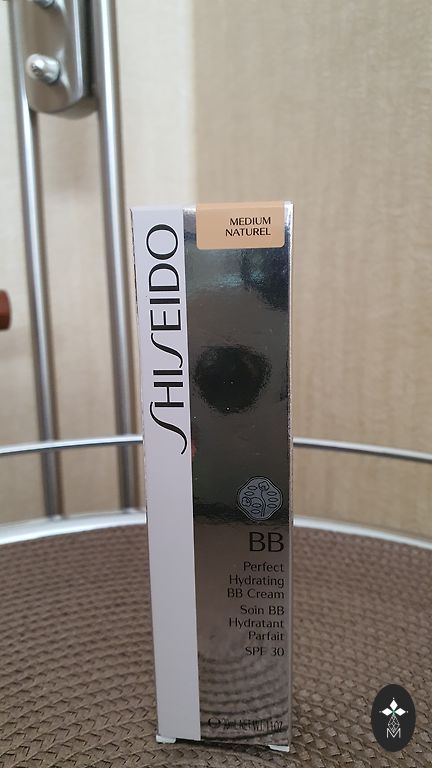 MEDIUM
NATUREL
SHISEIDO
BB
Perfect
Hydrating
BB Cream
Soin BB
Hydratant
Parfait
SPF 30